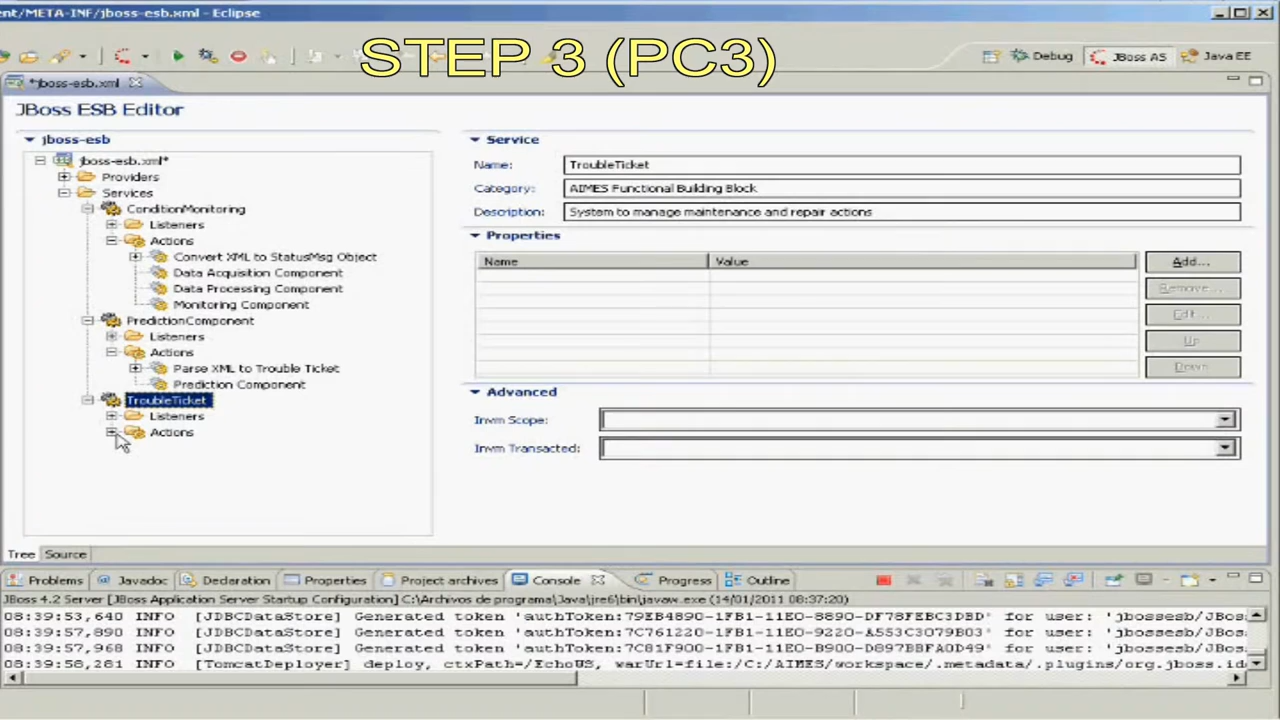 ent/META-INF/jboss-esb.xml - Eclipse
STEP 3 (PC3)
Debug JBoss AS Java EE
*jboss-esb.xml
JBoss ESB Editor
jboss-esb
jboss-esb.xml*
Providers
Services
ConditionMonitoring
Listeners
Actions
Convert XML to StatusMsg Object
Data Acquisition Component
Data Processing Component
Monitoring Component
PredictionComponent
Listeners
Actions
Parse XML to Trouble Ticket
Prediction Component
TroubleTicket
Listeners
Actions
Service
Name: TroubleTicket
Category: AIMES Functional Building Block
Description: System to manage maintenance and repair actions
Properties
Name Value
Add...
Remove...
Edit...
Up
Down
Advanced
Invm Scope:
Invm Transacted:
Tree Source
Problems Javadoc Declaration Properties Project archives Console Progress Outline
JBoss 4.2 Server [JBoss Application Server Startup Configuration] C:\Archivos de programa\Java\jre6\bin\javaw.exe (14/01/2011 08:37:20)
08:39:53,640 INFO [JDBCDataStore] Generated token 'authToken:79EB4890-1FB1-11E0-8890-DF78FEBC3DBD' for user: 'jbossesb/JBos
08:39:57,890 INFO [JDBCDataStore] Generated token 'authToken:7C761220-1FB1-11E0-9220-A553C3079B03' for user: 'jbossesb/JBos
08:39:57,968 INFO [JDBCDataStore] Generated token 'authToken:7C81F900-1FB1-11E0-B900-D897BBFA0D49' for user: 'jbossesb/JBos
08:39:58,281 INFO [TomcatDeployer] deploy, ctxPath=/EchoWS, warUrl=file:/C:/AIMES/workspace/.metadata/.plugins/org.jboss.id